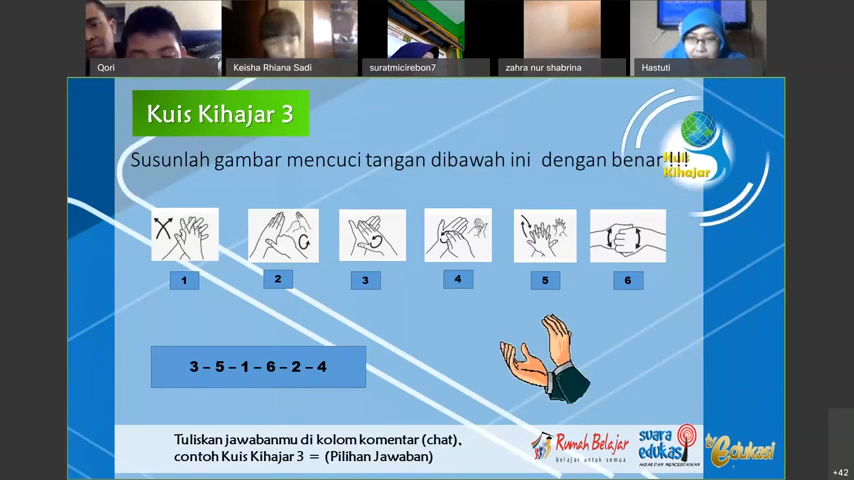 Qori
Keisha Rhiana Sadi
suratmicirebon7
zahra nur shabrina
Hastuti
Kuis Kihajar 3
Susunlah gambar mencuci tangan dibawah ini dengan benar!!!
Kuis
Kihajar
1
2
3
4
5
6
3 – 5 – 1 – 6 – 2 – 4
Tuliskan jawabanmu di kolom komentar (chat),
contoh Kuis Kihajar 3 = (Pilihan Jawaban)
Rumah Belajar
belajar untuk semua
suara
edukasi
tv Edukasi
+42